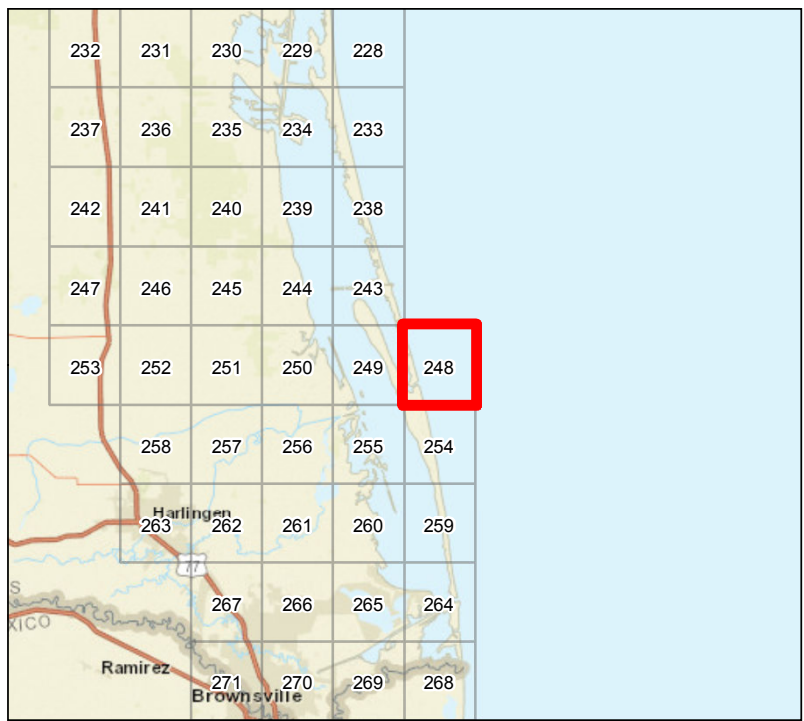 232 231 230 229 228
237 236 235 234 233
242 241 240 239 238
247 246 245 244 243
253 252 251 250 249 248
258 257 256 255 254
Harlingen
263 262 261 260 259
77
S
267 266 265 264
XICO
Ramirez
271 270 269 268
Brownsville